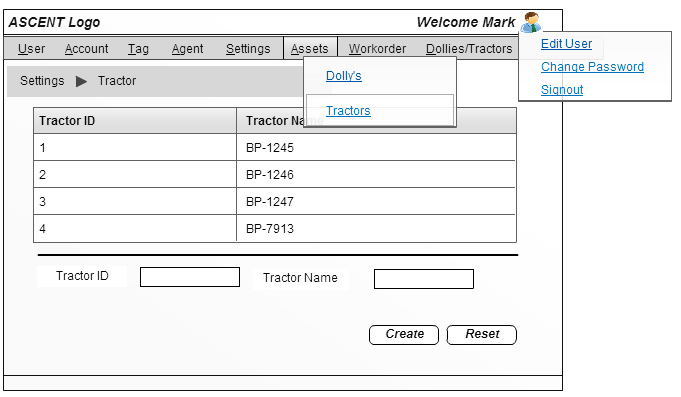 ASCENT Logo Welcome Mark
User Account Tag Agent Settings Assets Workorder Dollies/Tractors
Edit User
Change Password
Signout
Dolly's
Tractors
Settings Tractor
Tractor ID Tractor Name
1 BP-1245
2 BP-1246
3 BP-1247
4 BP-7913
Tractor ID Tractor Name
Create Reset